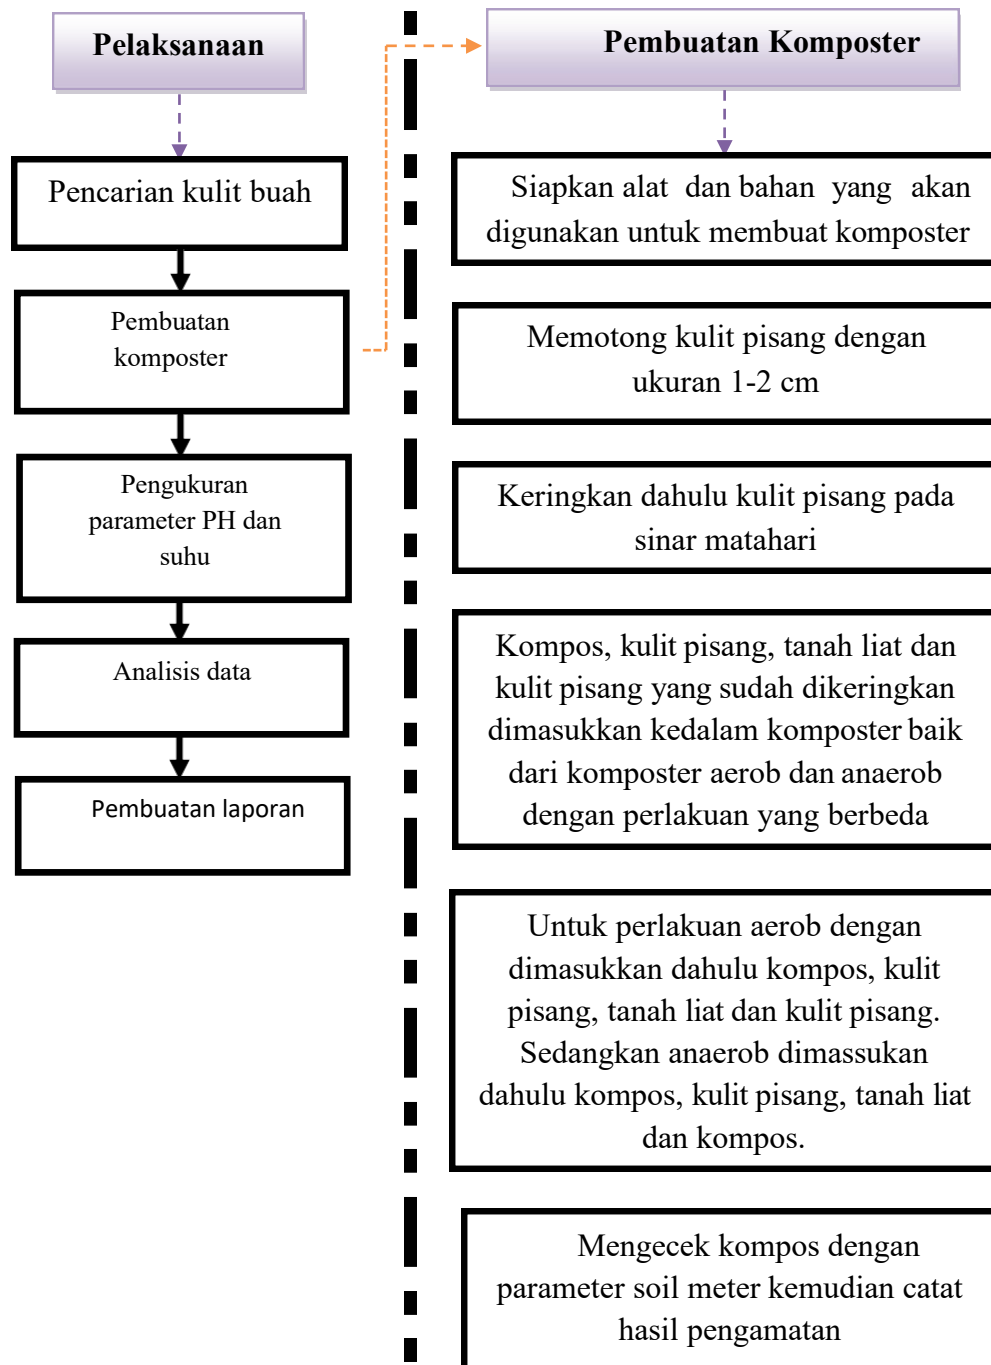 Pelaksanaan
Pencarian kulit buah
Pembuatan
komposter
Pengukuran
parameter PH dan
suhu
Analisis data
Pembuatan laporan
Pembuatan Komposter
Siapkan alat dan bahan yang akan
digunakan untuk membuat komposter
Memotong kulit pisang dengan
ukuran 1-2 cm
Keringkan dahulu kulit pisang pada
sinar matahari
Kompos, kulit pisang, tanah liat dan
kulit pisang yang sudah dikeringkan
dimasukkan kedalam komposter baik
dari komposter aerob dan anaerob
dengan perlakuan yang berbeda
Untuk perlakuan aerob dengan
dimasukkan dahulu kompos, kulit
pisang, tanah liat dan kulit pisang.
Sedangkan anaerob dimassukan
dahulu kompos, kulit pisang, tanah liat
dan kompos.
Mengecek kompos dengan
parameter soil meter kemudian catat
hasil pengamatan